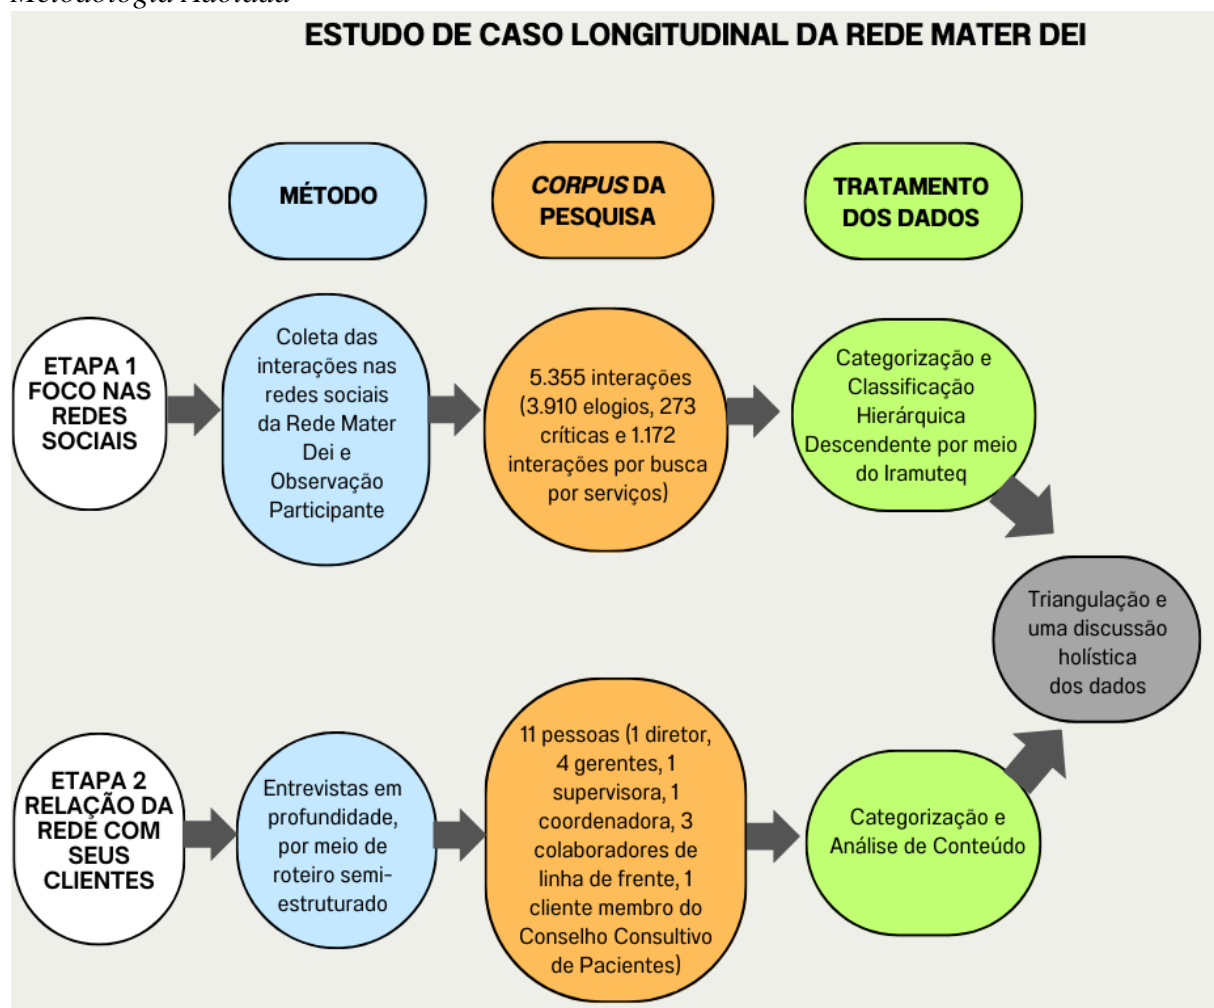 Metodologia Adotada
ESTUDO DE CASO LONGITUDINAL DA REDE MATER DEI
MÉTODO
CORPUS DA
PESQUISA
TRATAMENTO
DOS DADOS
ETAPA 1
FOCO NAS
REDES
SOCIAIS
Coleta das
interações nas
redes sociais
da Rede Mater
Dei e
Observação
Participante
5.355 interações
(3.910 elogios, 273
críticas e 1.172
interações por busca
por serviços)
Categorização e
Classificação
Hierárquica
Descendente por meio
do Iramuteq
Triangulação e
uma discussão
holística
dos dados
ETAPA 2
RELAÇÃO DA
REDE COM
SEUS
CLIENTES
Entrevistas em
profundidade,
por meio de
roteiro semi-
estruturado
11 pessoas (1 diretor,
4 gerentes, 1
supervisora, 1
coordenadora, 3
colaboradores de
linha de frente, 1
cliente membro do
Conselho Consultivo
de Pacientes)
Categorização e
Análise de Conteúdo